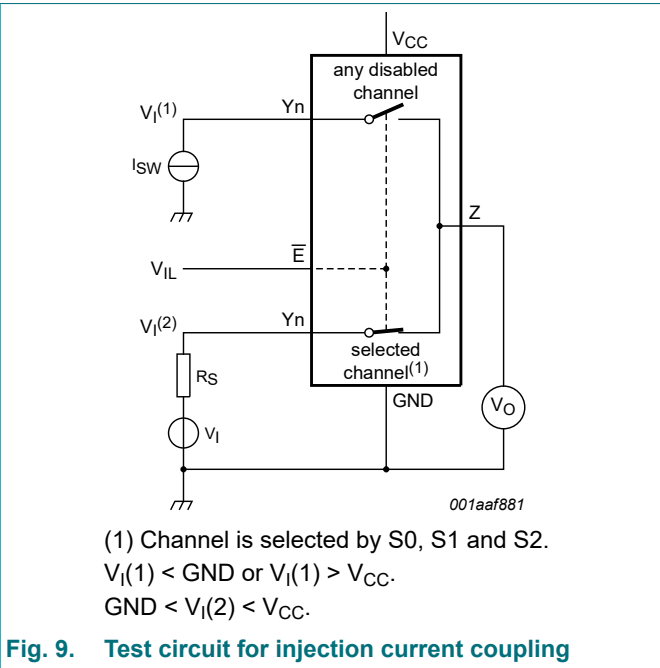 VCC
any disabled
channel
VI(1)
Yn
ISW
Z
E
VIL
VI(2)
Yn
selected
channel(1)
RS
GND
VO
VI
001aaf881
(1) Channel is selected by S0, S1 and S2.
VI(1) < GND or VI(1) > VCC.
GND < VI(2) < VCC.
Fig. 9. Test circuit for injection current coupling